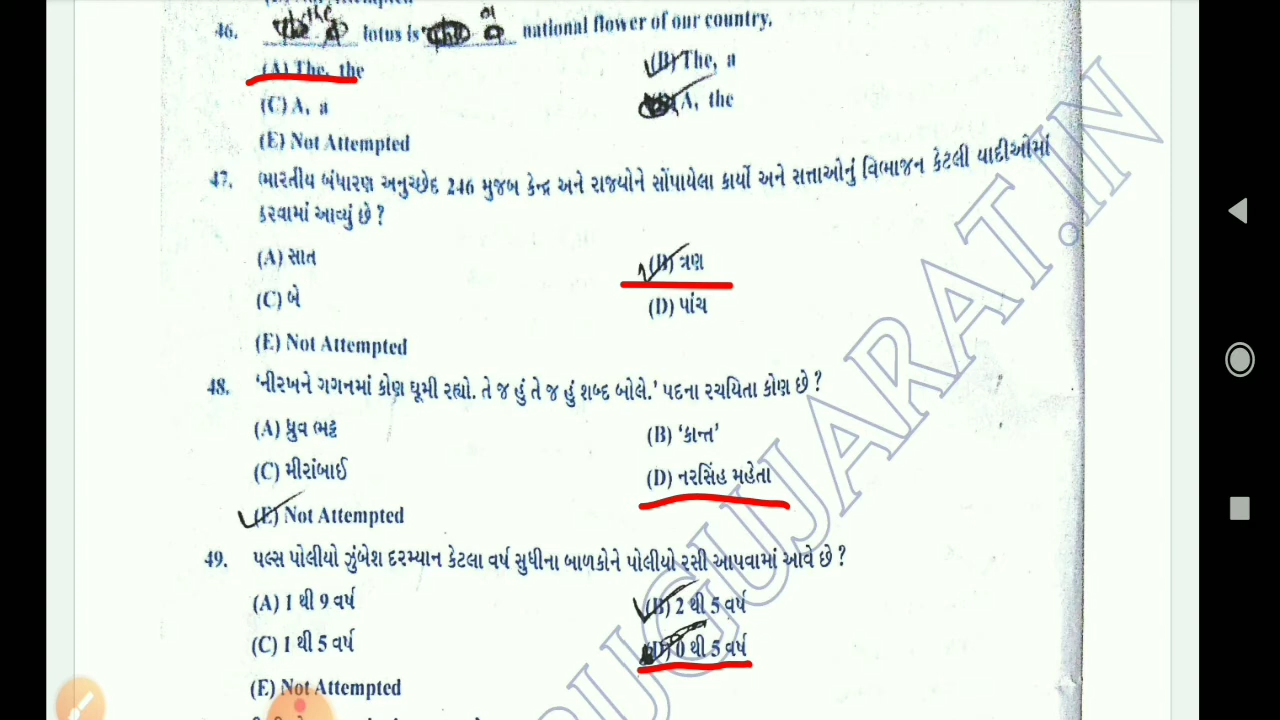 46. lotus is national flower of our country.
(A) The, the
(B) The, a
(C) A, a
A, the
(E) Not Attempted
47. ભારતીય બંધારણ અનુચ્છેદ 246 મુજબ કેન્દ્ર અને રાજયોને સોંપાયેલા કાર્યો અને સત્તાઓનું વિભાજન કેટલી યાદીઓમાં
કરવામાં આવ્યું છે ?
(A) સાત
(B) ત્રણ
(C) બે
(D) પાંચ
(E) Not Attempted
48. ‘નીરખને ગગનમાં કોણ ઘૂમી રહ્યો. તે જ હું તે જ હું શબ્દ બોલે.’ પદના રચયિતા કોણ છે ?
(A) ધ્રુવ ભટ્ટ
(B) ‘કાન્ત’
(C) મીરાંબાઈ
(D) નરસિંહ મહેતા
(E) Not Attempted
49. પલ્સ પોલીયો ઝુંબેશ દરમ્યાન કેટલા વર્ષ સુધીના બાળકોને પોલીયો રસી આપવામાં આવે છે ?
(A) 1 થી 9 વર્ષ
(B) 2 થી 5 વર્ષ
(C) 1 થી 5 વર્ષ
(D) 0 થી 5 વર્ષ
(E) Not Attempted
UGUJARAT.IN